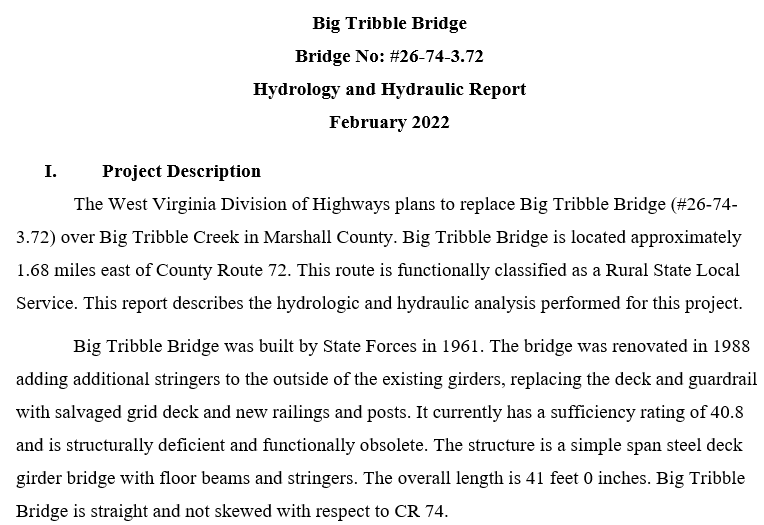 Big Tribble Bridge
Bridge No: #26-74-3.72
Hydrology and Hydraulic Report
February 2022
I. Project Description
The West Virginia Division of Highways plans to replace Big Tribble Bridge (#26-74-
3.72) over Big Tribble Creek in Marshall County. Big Tribble Bridge is located approximately
1.68 miles east of County Route 72. This route is functionally classified as a Rural State Local
Service. This report describes the hydrologic and hydraulic analysis performed for this project.
Big Tribble Bridge was built by State Forces in 1961. The bridge was renovated in 1988
adding additional stringers to the outside of the existing girders, replacing the deck and guardrail
with salvaged grid deck and new railings and posts. It currently has a sufficiency rating of 40.8
and is structurally deficient and functionally obsolete. The structure is a simple span steel deck
girder bridge with floor beams and stringers. The overall length is 41 feet 0 inches. Big Tribble
Bridge is straight and not skewed with respect to CR 74.